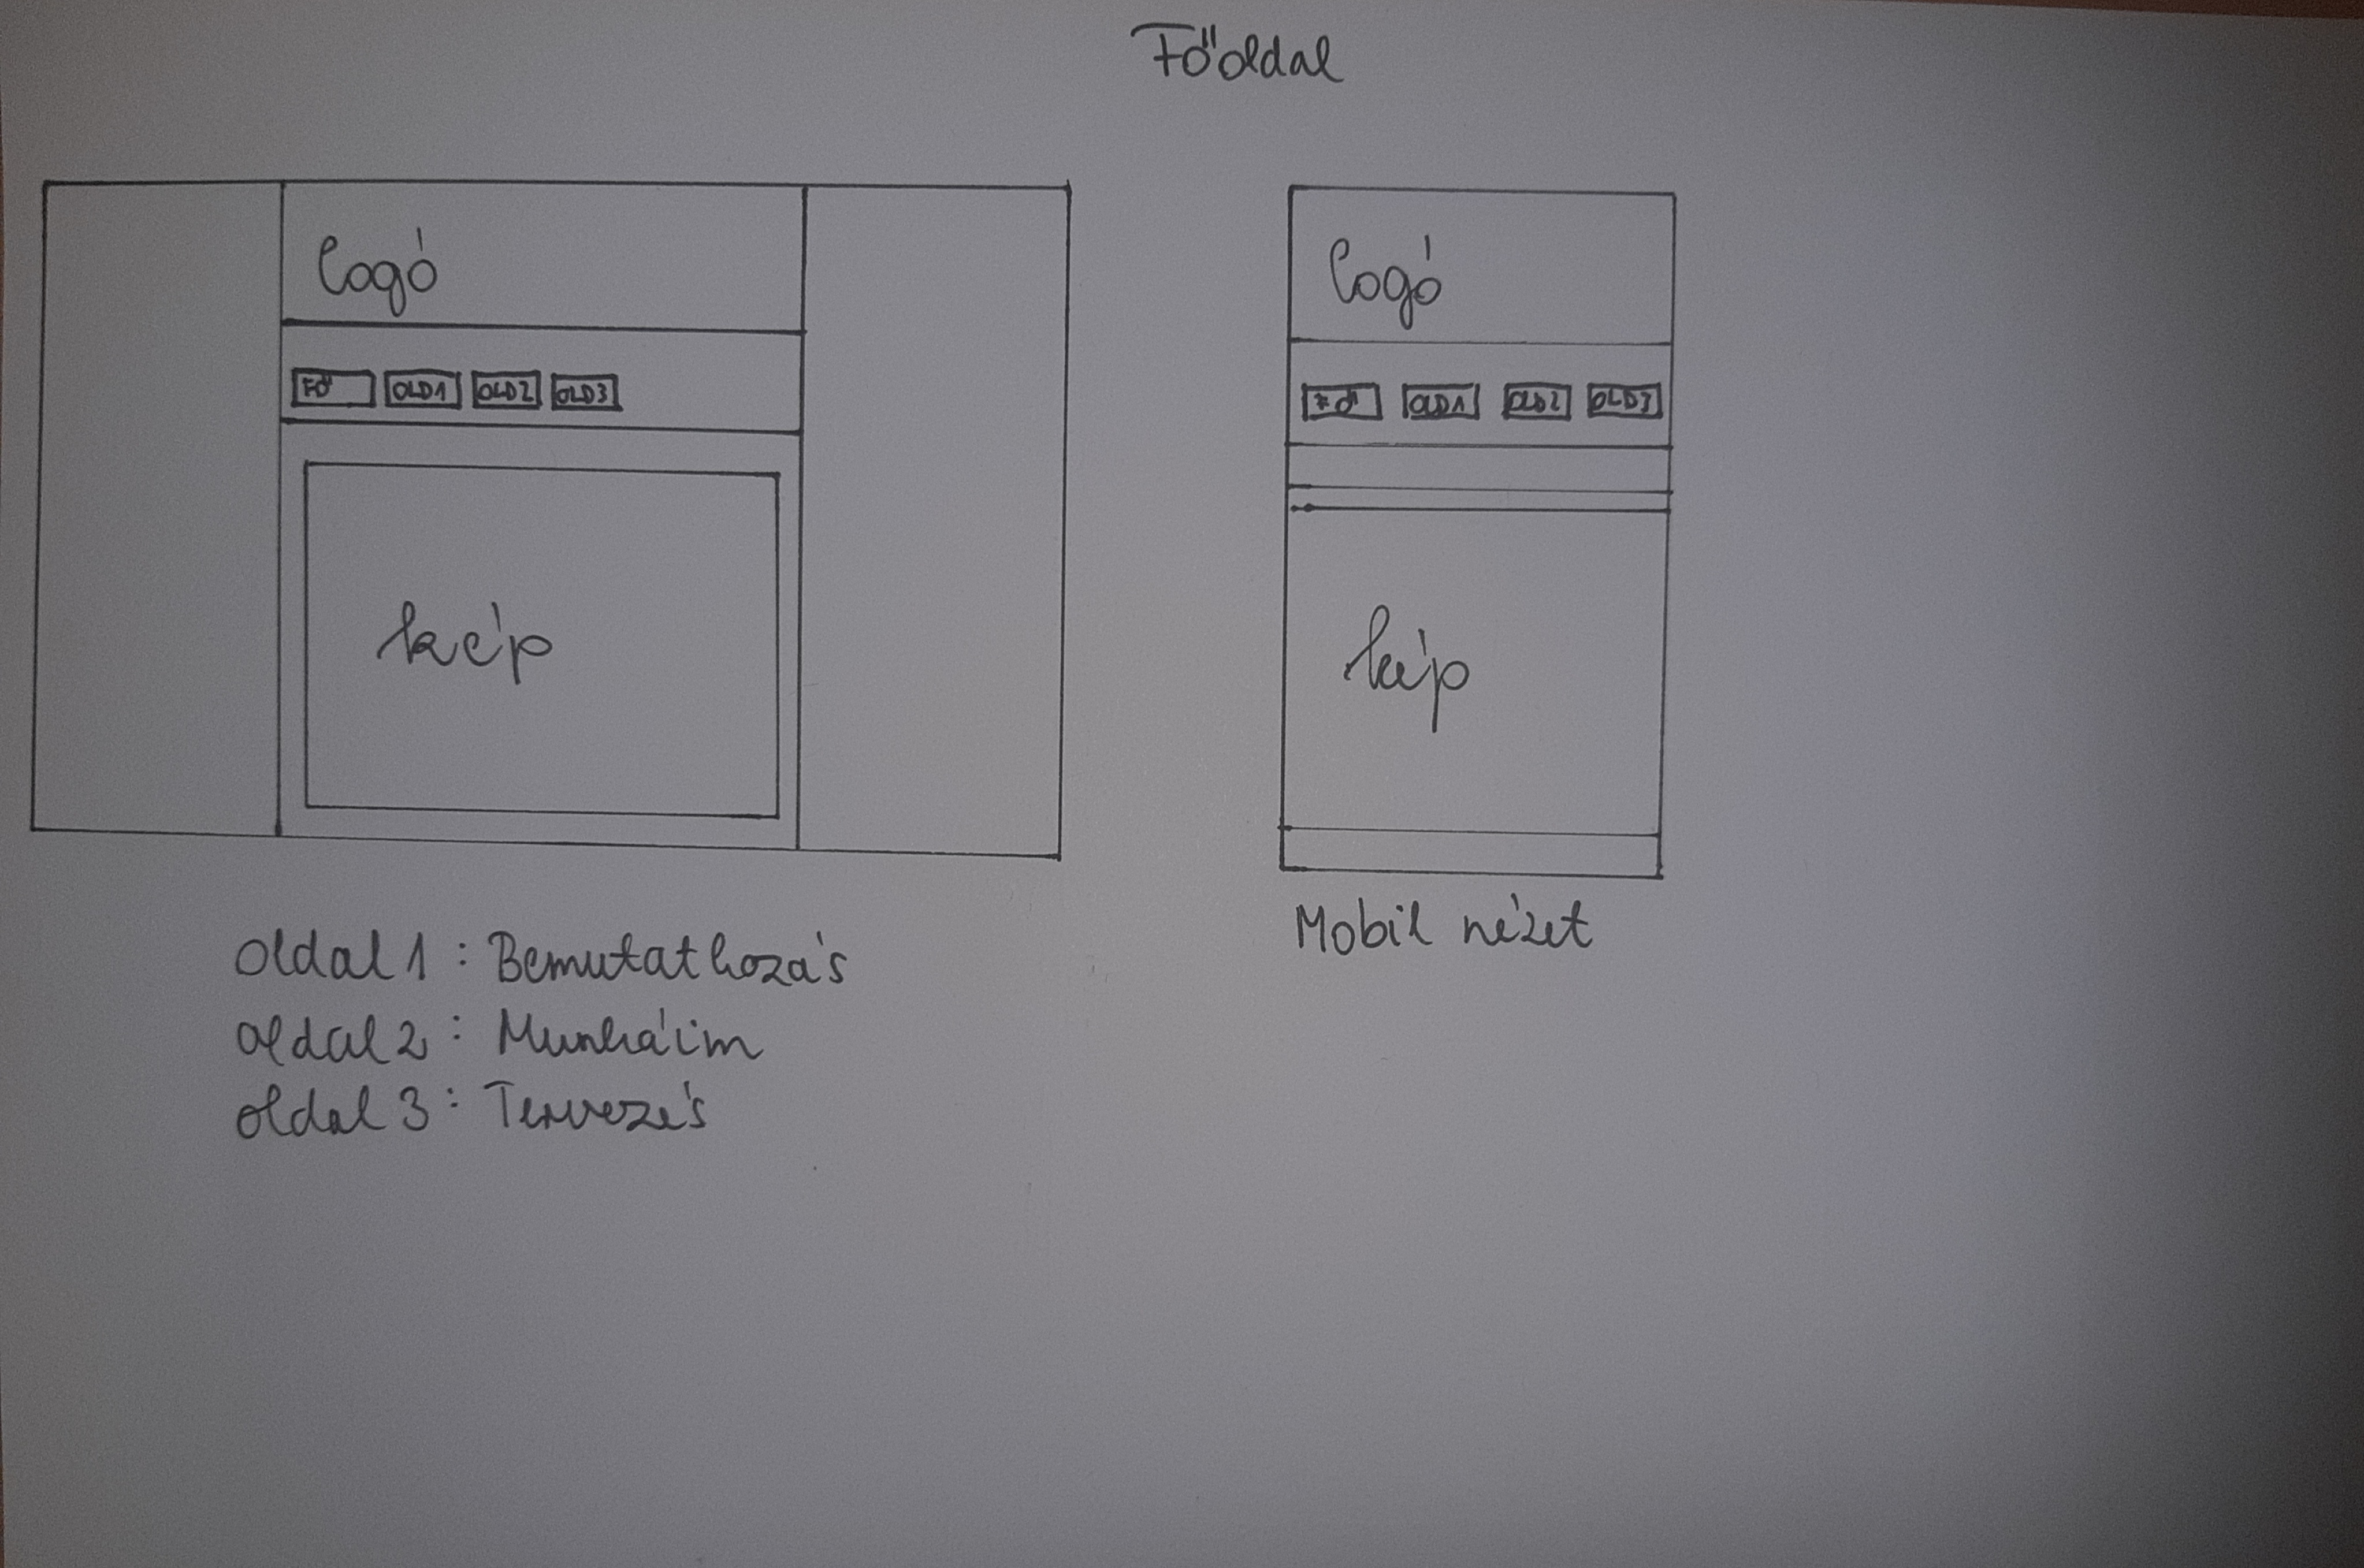 Főoldal
logó
FŐ OLD1 OLD2 OLD3
kép
logó
FŐ OLD1 OLD2 OLD3
kép
Mobil nézet
oldal 1 : Bemutatkozás
oldal 2 : Munkáim
oldal 3 : Tervezés